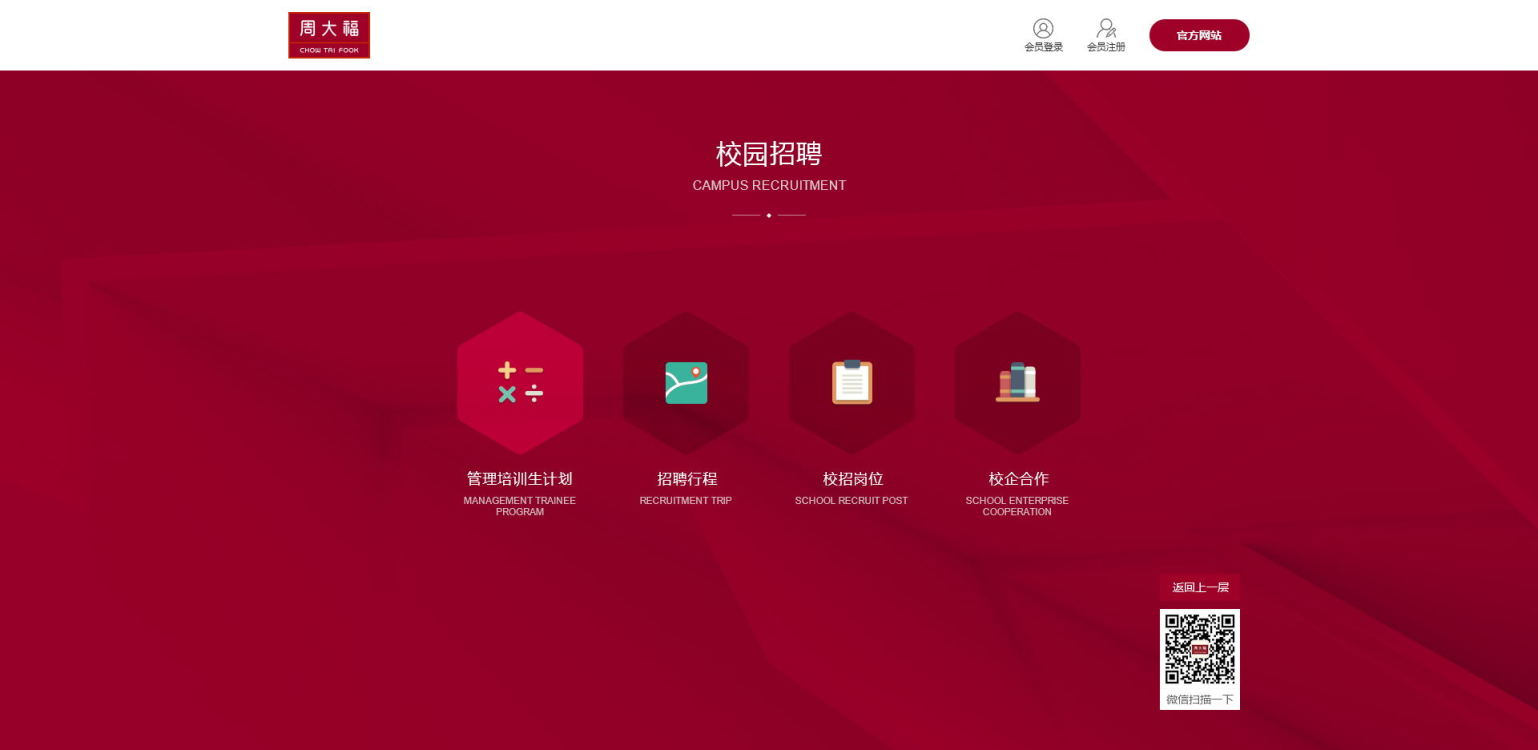 周大福
CHOW TAI FOOK
会员登录
会员注册
官方网站
校园招聘
CAMPUS RECRUITMENT
管理培训生计划
MANAGEMENT TRAINEE
PROGRAM
招聘行程
RECRUITMENT TRIP
校招岗位
SCHOOL RECRUIT POST
校企合作
SCHOOL ENTERPRISE
COOPERATION
返回上一层
周大福
微信扫描一下